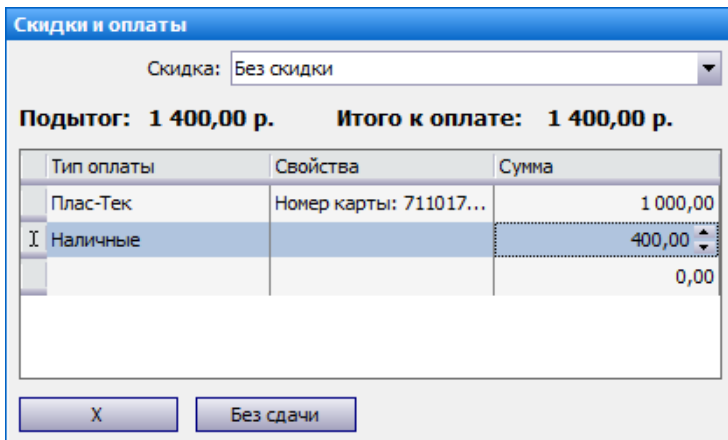 Скидки и оплаты
Скидка: Без скидки
Подытог: 1 400,00 р. Итого к оплате: 1 400,00 р.
Тип оплаты Свойства Сумма
Плас-Тек Номер карты: 711017... 1 000,00
Наличные 400,00
0,00
X Без сдачи